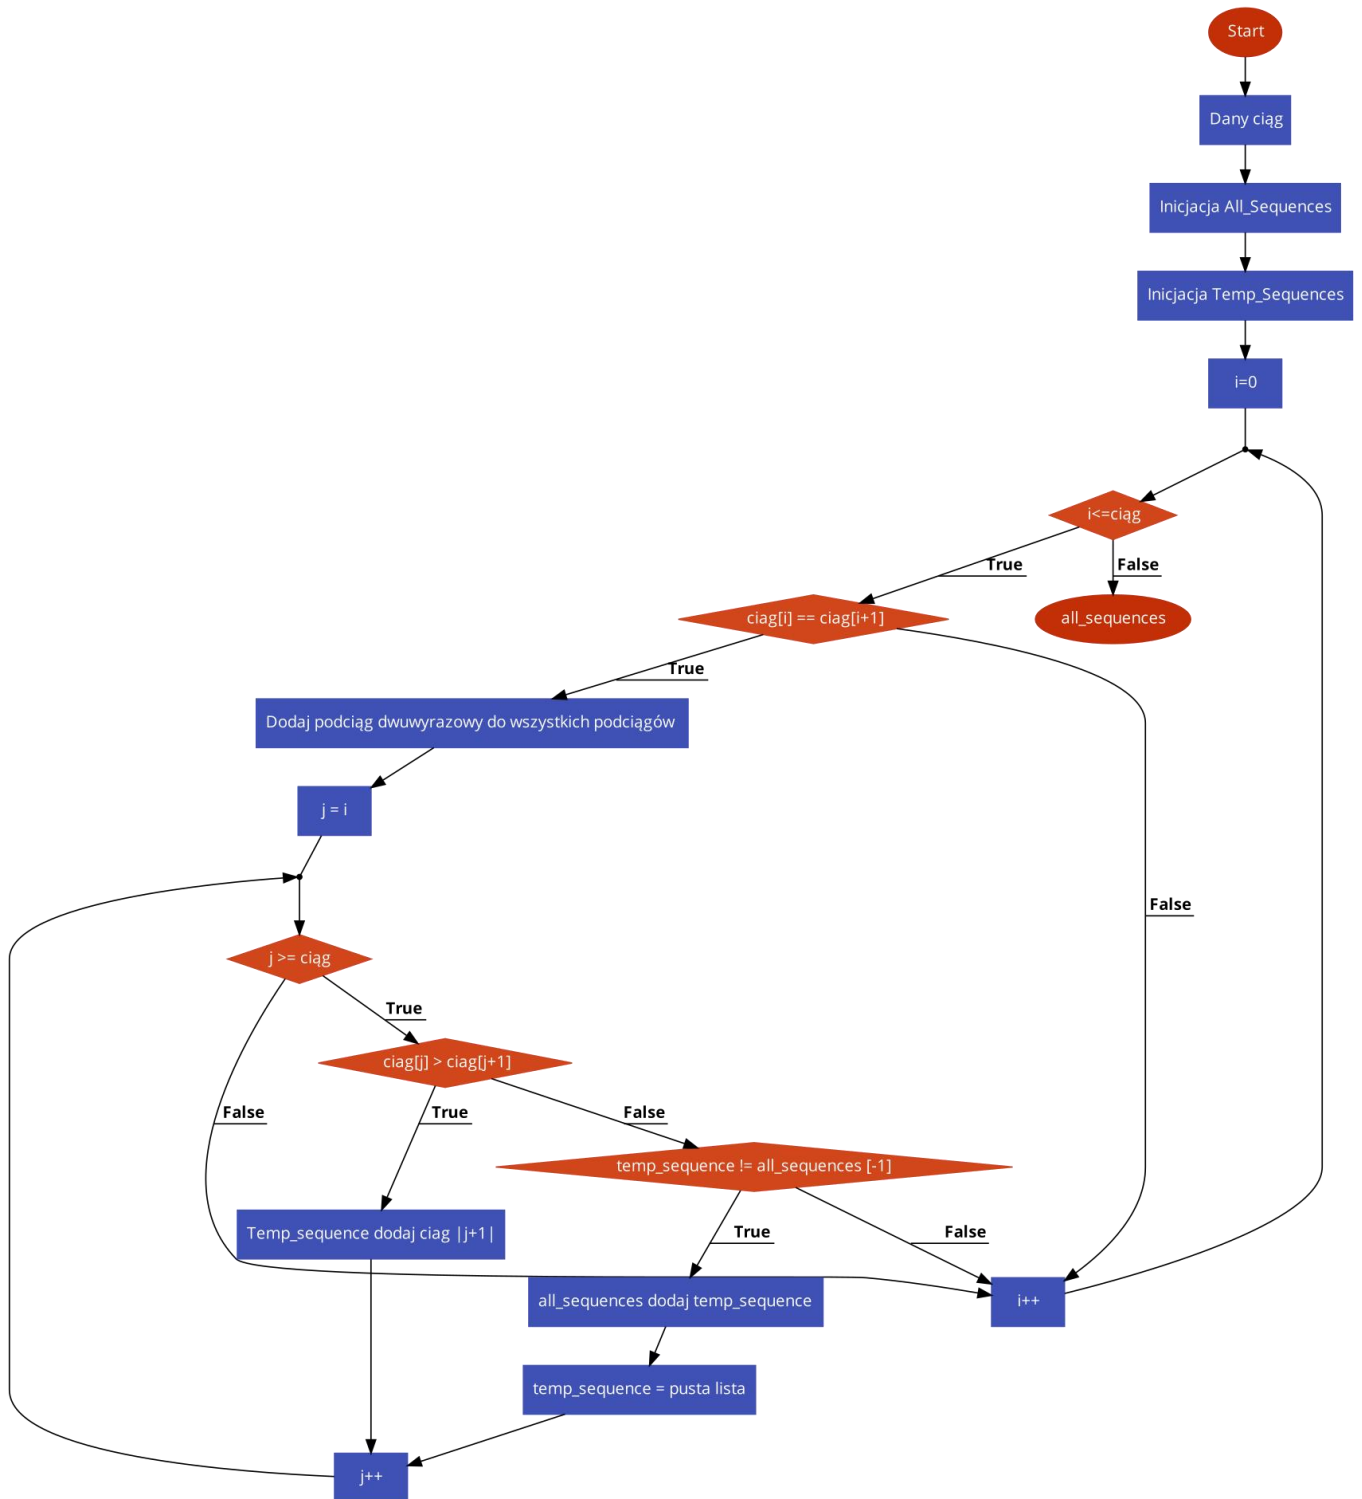 Start
Dany ciąg
Inicjacja All_Sequences
Inicjacja Temp_Sequences
i=0
i<=ciąg
True
False
ciag[i] == ciag[i+1]
all_sequences
True
Dodaj podciąg dwuwyrazowy do wszystkich podciągów
j = i
False
j >= ciąg
True
ciag[j] > ciag[j+1]
False
True
False
temp_sequence != all_sequences [-1]
Temp_sequence dodaj ciag |j+1|
True
False
all_sequences dodaj temp_sequence
i++
temp_sequence = pusta lista
j++